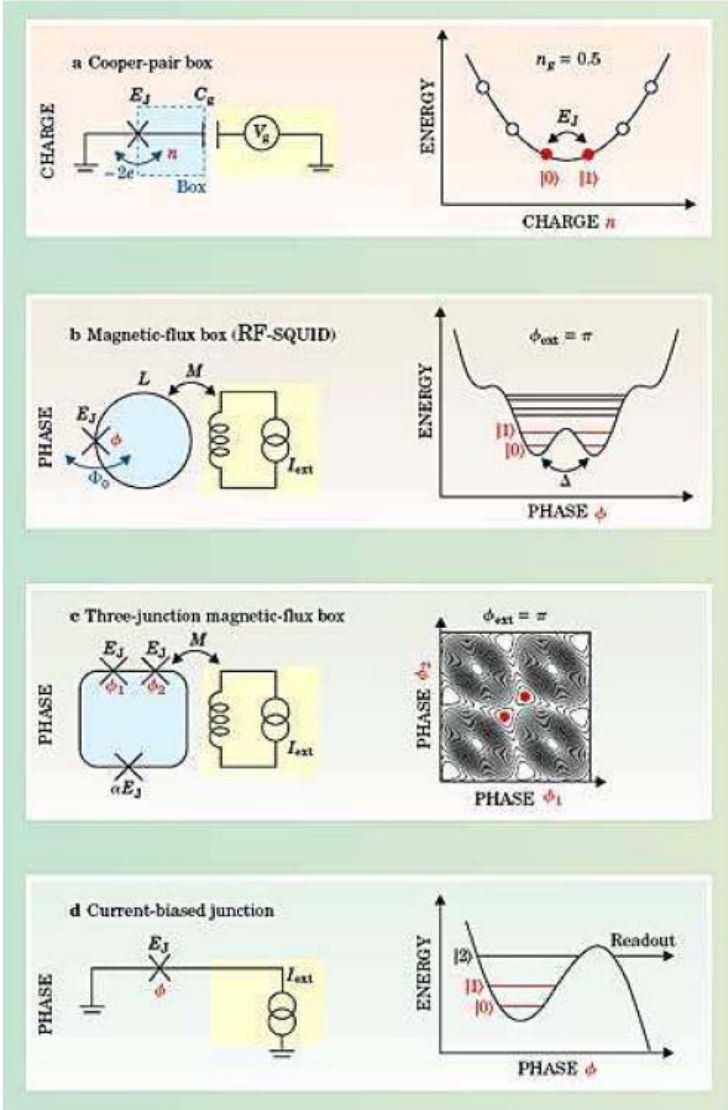 a Cooper-pair box
CHARGE
E_J
C_g
V_g
−2e
n
Box
n_g = 0.5
ENERGY
E_J
|0⟩ |1⟩
CHARGE n
b Magnetic-flux box (RF-SQUID)
PHASE
L
M
E_J
ϕ
Φ_0
I_ext
ϕ_ext = π
ENERGY
|1⟩
|0⟩
Δ
PHASE ϕ
c Three-junction magnetic-flux box
PHASE
E_J E_J
M
ϕ_1 ϕ_2
I_ext
αE_J
ϕ_ext = π
PHASE ϕ_2
PHASE ϕ_1
d Current-biased junction
PHASE
E_J
ϕ
I_ext
ENERGY
Readout
|2⟩
|1⟩
|0⟩
PHASE ϕ